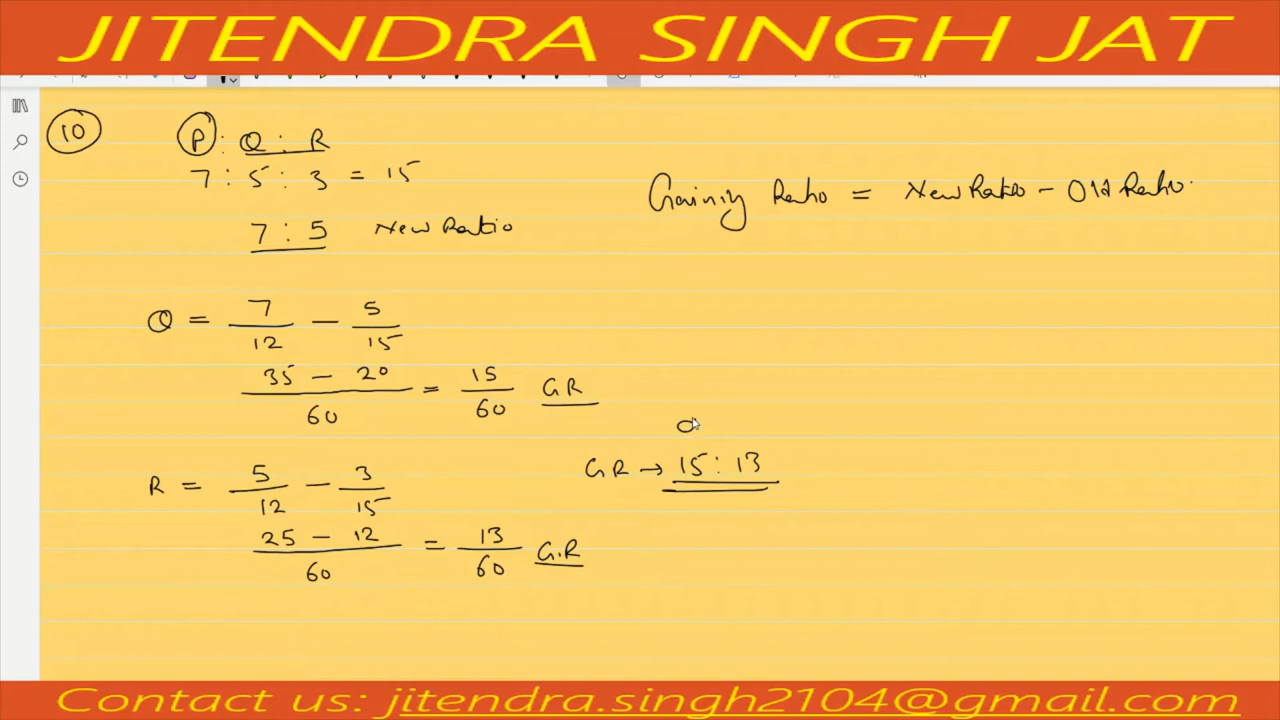 JITENDRA SINGH JAT
10
P : Q : R
7 : 5 : 3 = 15
Gaining Ratio = New Ratio - Old Ratio.
7 : 5 New Ratio
Q = 7/12 - 5/15
35 - 20 / 60 = 15/60 GR
Q
GR → 15 : 13
R = 5/12 - 3/15
25 - 12 / 60 = 13/60 G.R
Contact us: jitendra.singh2104@gmail.com